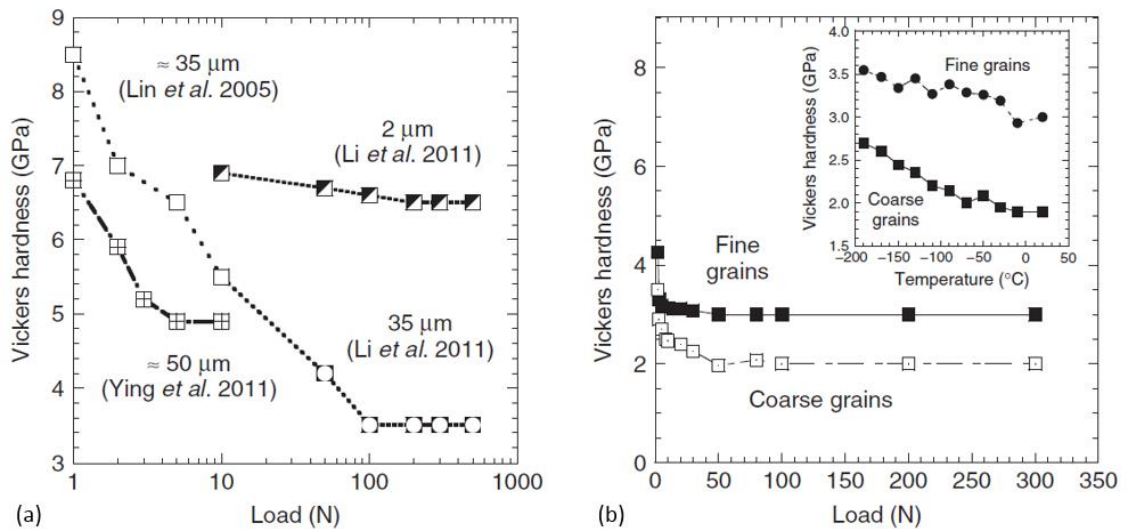 9
8
7
6
5
4
3
1
10
100
1000
Vickers hardness (GPa)
Load (N)
≈ 35 μm
(Lin et al. 2005)
2 μm
(Li et al. 2011)
35 μm
(Li et al. 2011)
≈ 50 μm
(Ying et al. 2011)
(a)
8
6
4
2
0
0
50
100
150
200
250
300
350
Vickers hardness (GPa)
Load (N)
Fine
grains
Coarse grains
4.0
3.5
3.0
2.5
2.0
1.5
−200
−150
−100
−50
0
50
Vickers hardness (GPa)
Temperature (°C)
Fine grains
Coarse
grains
(b)